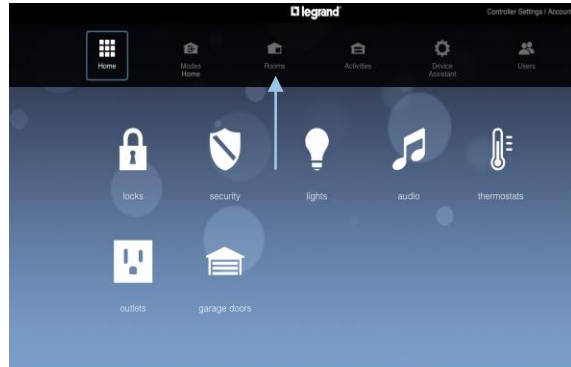 legrand
Controller Settings | Account
Home
Modes
Home
Rooms
Activities
Device
Assistant
Users
locks
security
lights
audio
thermostats
outlets
garage doors